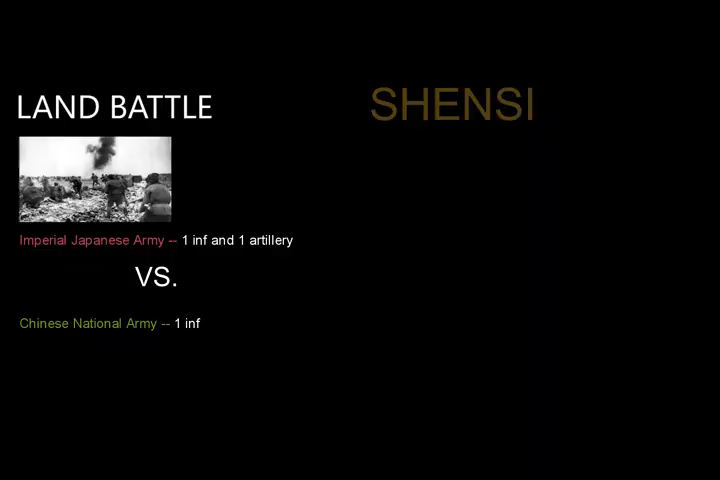 LAND BATTLE
SHENSI
Imperial Japanese Army -- 1 inf and 1 artillery
VS.
Chinese National Army -- 1 inf